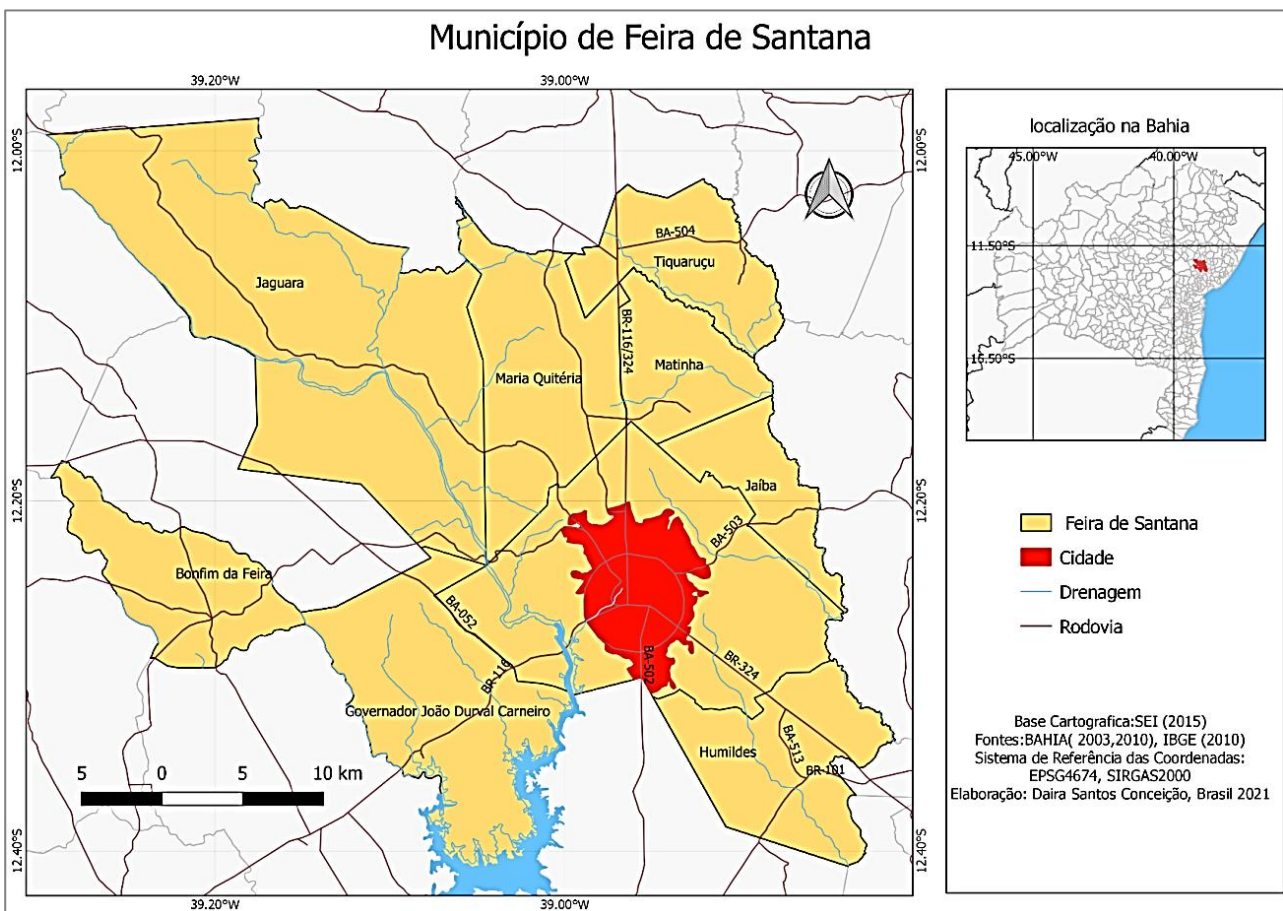 Município de Feira de Santana
39.20°W
39.00°W
12.00°S
12.00°S
BA-504
Tiquaruçu
Jaguara
BR-116/324
Maria Quitéria
Matinha
Jaíba
12.20°S
12.20°S
BA-503
Bonfim da Feira
BA-052
BR-116
BA-502
BR-324
Governador João Durval Carneiro
Humildes
BA-513
BR-101
5 0 5 10 km
12.40°S
12.40°S
39.20°W
39.00°W
localização na Bahia
45.00°W
40.00°W
11.50°S
15.50°S
Feira de Santana
Cidade
Drenagem
Rodovia
Base Cartografica:SEI (2015)
Fontes:BAHIA( 2003,2010), IBGE (2010)
Sistema de Referência das Coordenadas:
EPSG4674, SIRGAS2000
Elaboração: Daira Santos Conceição, Brasil 2021